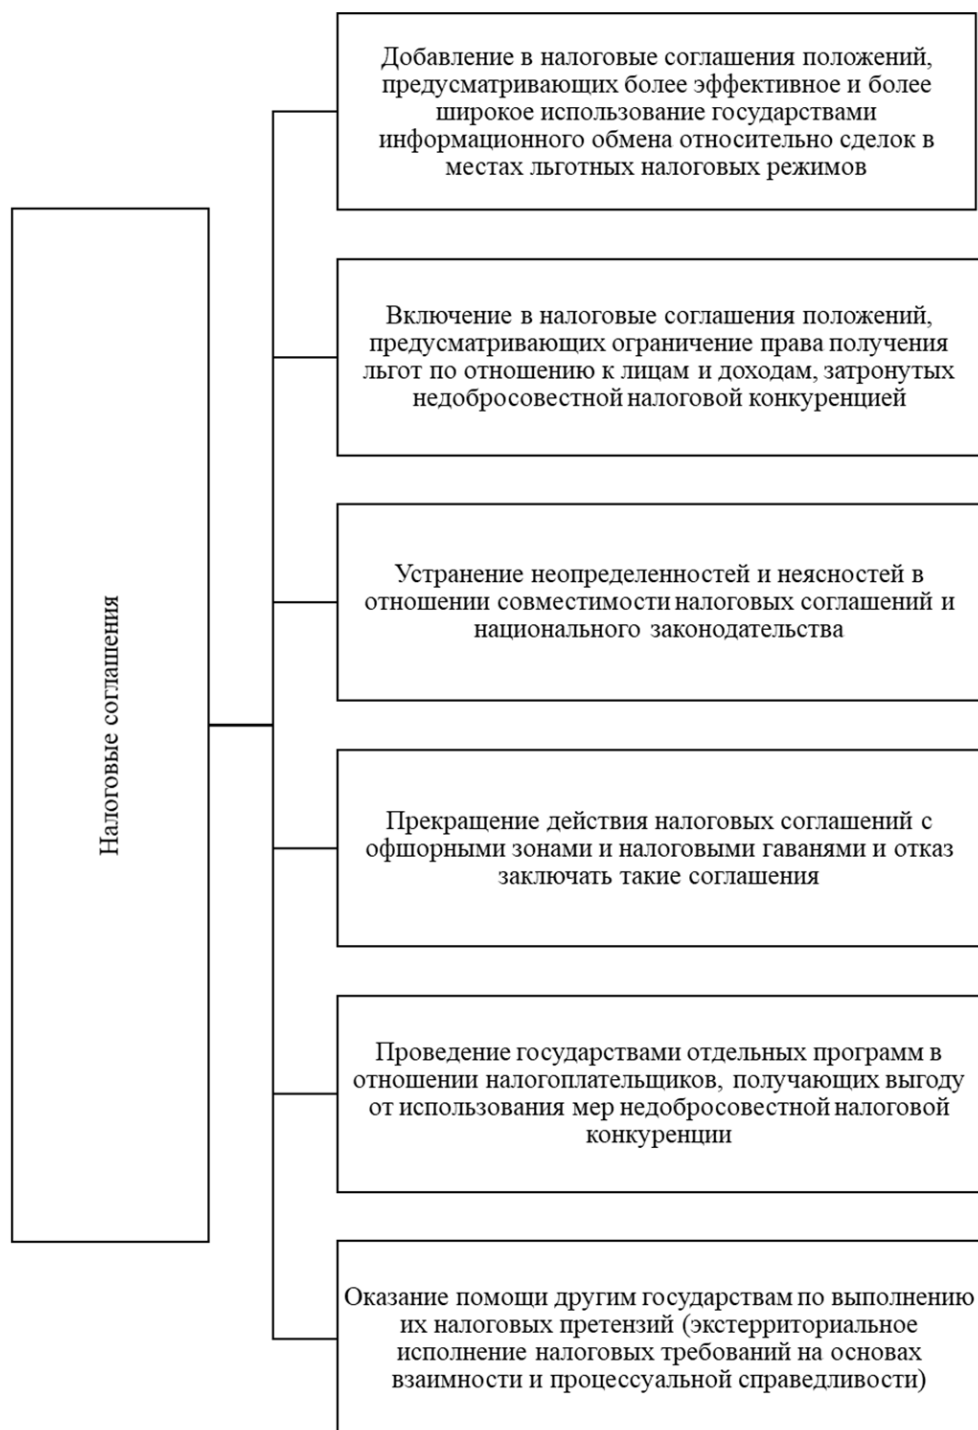 Добавление в налоговые соглашения положений,
предусматривающих более эффективное и более
широкое использование государствами
информационного обмена относительно сделок в
местах льготных налоговых режимов
Включение в налоговые соглашения положений,
предусматривающих ограничение права получения
льгот по отношению к лицам и доходам, затронутых
недобросовестной налоговой конкуренцией
Устранение неопределенностей и неясностей в
отношении совместимости налоговых соглашений и
национального законодательства
Налоговые соглашения
Прекращение действия налоговых соглашений с
офшорными зонами и налоговыми гаванями и отказ
заключать такие соглашения
Проведение государствами отдельных программ в
отношении налогоплательщиков, получающих выгоду
от использования мер недобросовестной налоговой
конкуренции
Оказание помощи другим государствам по выполнению
их налоговых претензий (экстерриториальное
исполнение налоговых требований на основах
взаимности и процессуальной справедливости)